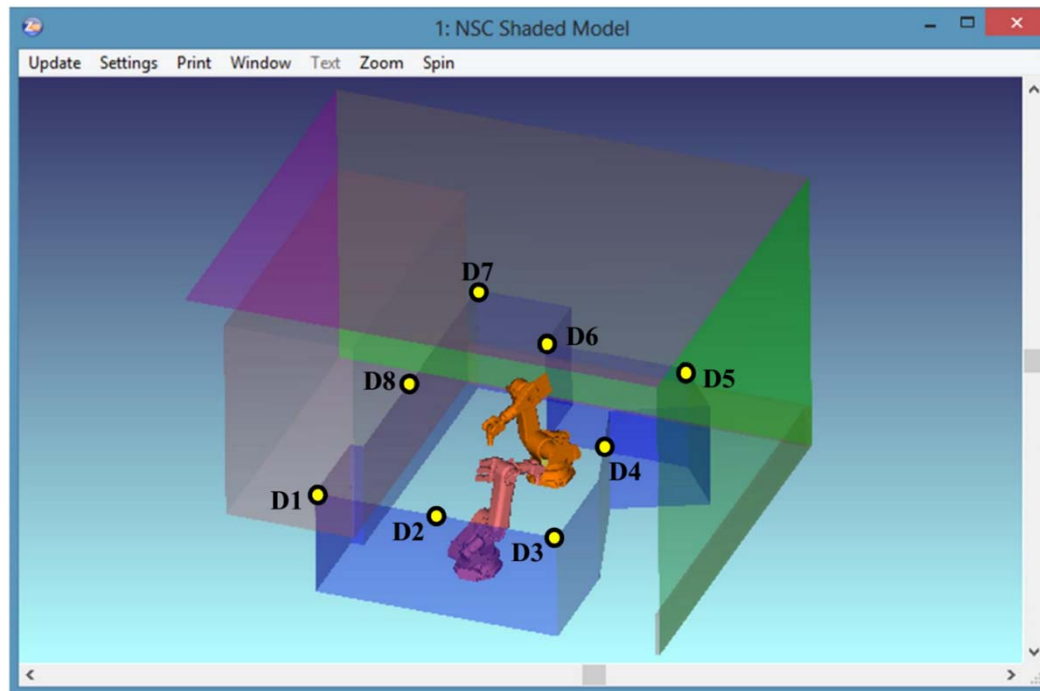 1: NSC Shaded Model
Update Settings Print Window Text Zoom Spin
D7
D6
D8
D5
D4
D1
D2
D3